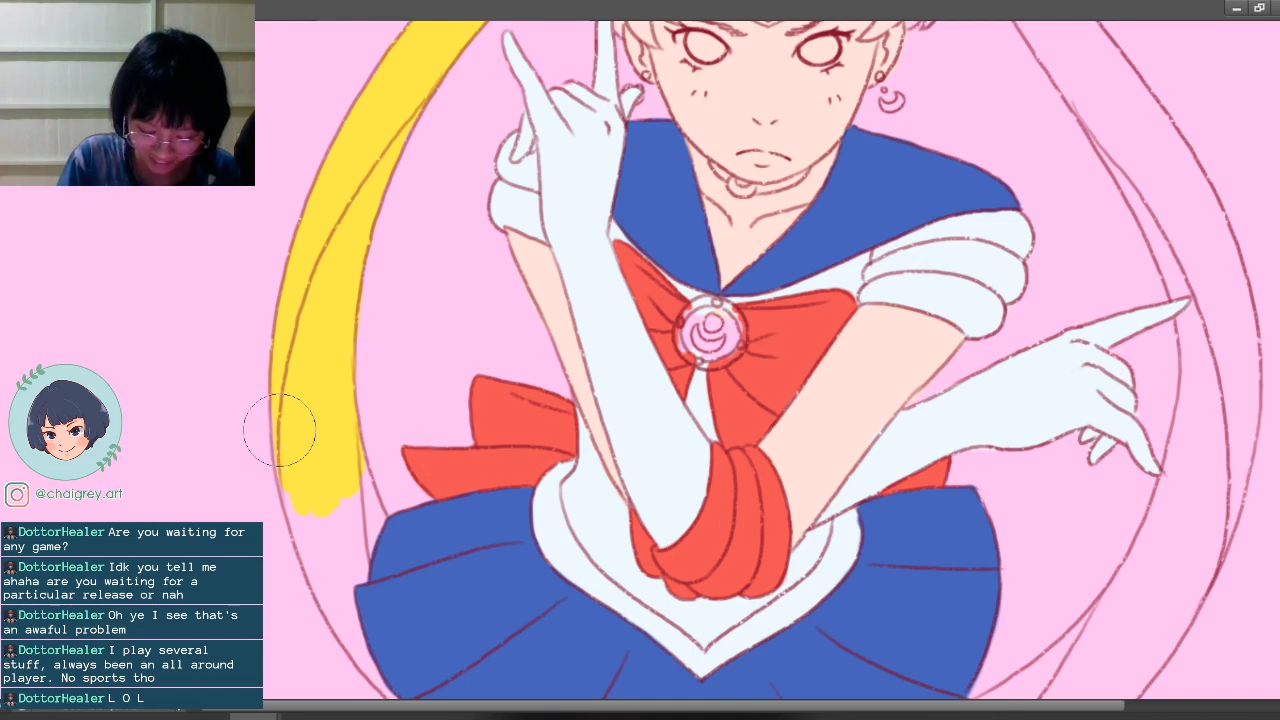 @chaigrey.art
DottorHealer Are you waiting for
any game?
DottorHealer Idk you tell me
ahaha are you waiting for a
particular release or nah
DottorHealer Oh ye I see that's
an awaful problem
DottorHealer I play several
stuff, always been an all around
player. No sports tho
DottorHealer L O L